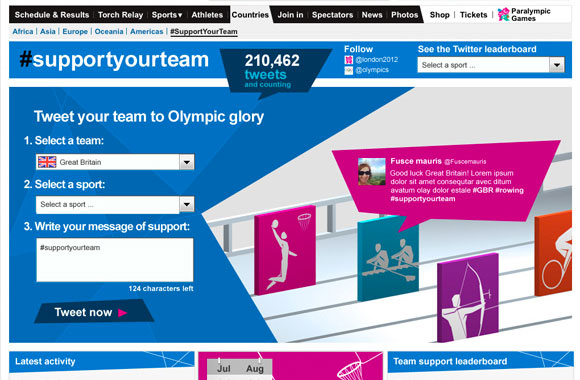 Schedule & Results Torch Relay Sports▾ Athletes Countries Join in Spectators News Photos Shop Tickets Paralympic Games
Africa Asia Europe Oceania Americas #SupportYourTeam
#supportyourteam
210,462
tweets
and counting
Follow
@london2012
@olympics
See the Twitter leaderboard
Select a sport ...
Tweet your team to Olympic glory
1. Select a team:
Great Britain
2. Select a sport:
Select a sport ...
3. Write your message of support:
#supportyourteam
124 characters left
Tweet now
Fusce mauris @Fuscemauris
Good luck Great Britain! Lorem ipsum
dolor sit amet consequtar avec ditum
avatum olay dolor estale #GBR #rowing
#supportyourteam
Latest activity
Jul Aug
Team support leaderboard